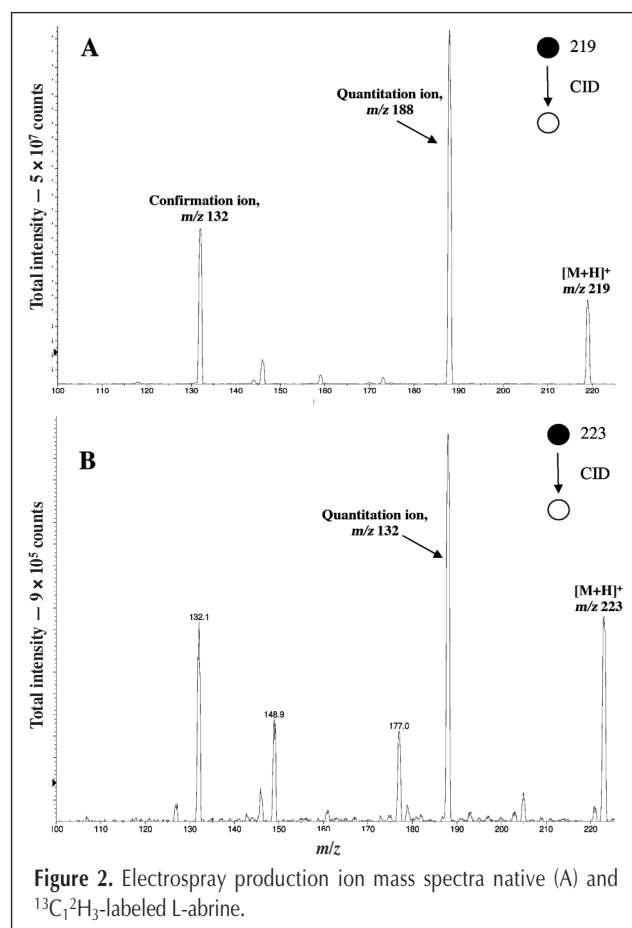 A
219
CID
Quantitation ion,
m/z 188
Confirmation ion,
m/z 132
[M+H]⁺
m/z 219
Total intensity — 5 × 10⁷ counts
100 110 120 130 140 150 160 170 180 190 200 210 220
B
223
CID
Quantitation ion,
m/z 132
[M+H]⁺
m/z 223
132.1
148.9
177.0
Total intensity — 9 × 10⁵ counts
100 110 120 130 140 150 160 170 180 190 200 210 220
m/z
Figure 2. Electrospray production ion mass spectra native (A) and
¹³C₁²H₃-labeled L-abrine.